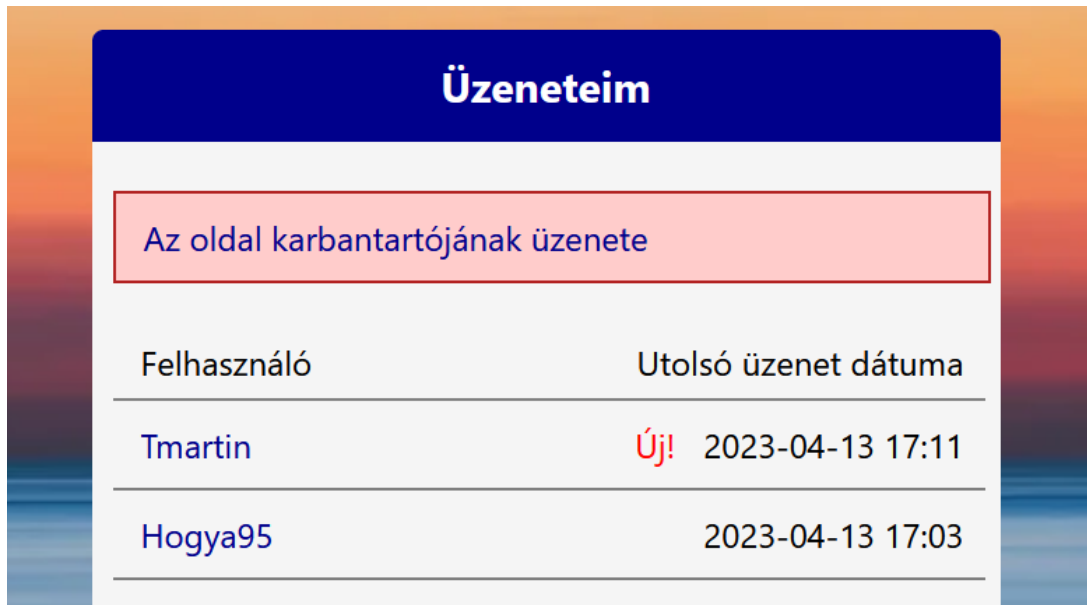 Üzeneteim
Az oldal karbantartójának üzenete
Felhasználó Utolsó üzenet dátuma
Tmartin Új! 2023-04-13 17:11
Hogya95 2023-04-13 17:03